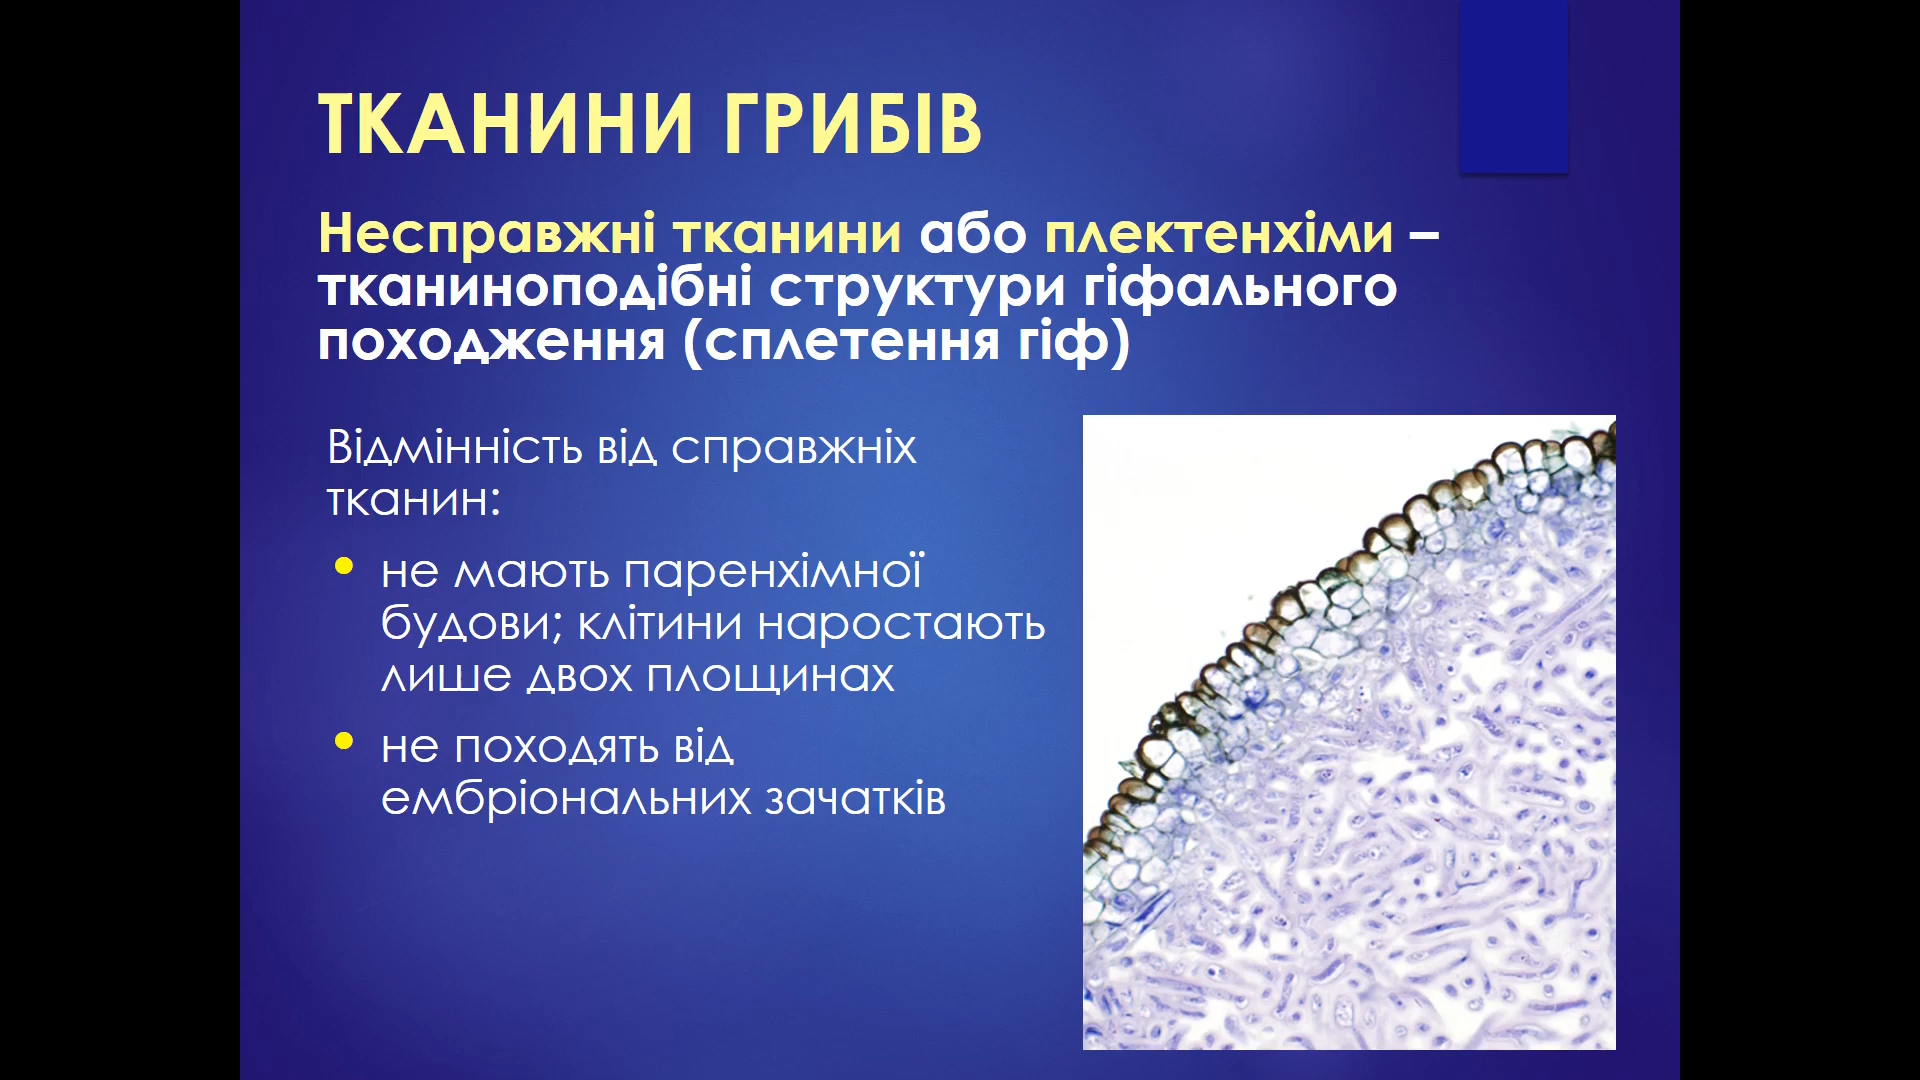 ТКАНИНИ ГРИБІВ
Несправжні тканини або плектенхіми –
тканиноподібні структури гіфального
походження (сплетення гіф)
Відмінність від справжніх
тканин:
• не мають паренхімної
будови; клітини наростають
лише двох площинах
• не походять від
ембріональних зачатків